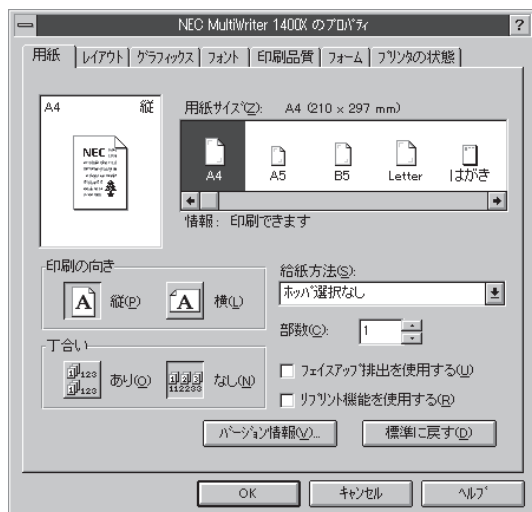 NEC MultiWriter 1400X のプロパティ
?
用紙 レイアウト グラフィックス フォント 印刷品質 フォーム プリンタの状態
A4 縦
NEC
用紙サイズ(Z): A4 (210 × 297 mm)
A4 A5 B5 Letter はがき
情報: 印刷できます
印刷の向き
A 縦(P) A 横(L)
給紙方法(S):
ホッパ選択なし
部数(C): 1
丁合い
123 123 あり(O) 112233 なし(N)
フェイスアップ排出を使用する(U)
リプリント機能を使用する(R)
バージョン情報(V)... 標準に戻す(D)
OK キャンセル ヘルプ